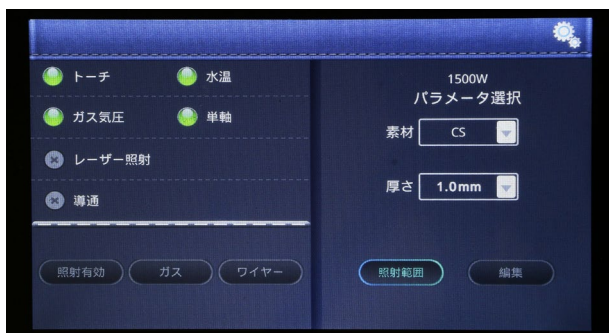 トーチ 水温
ガス気圧 単軸
レーザー照射
導通
照射有効 ガス ワイヤー
1500W
パラメータ選択
素材 CS
厚さ 1.0mm
照射範囲 編集